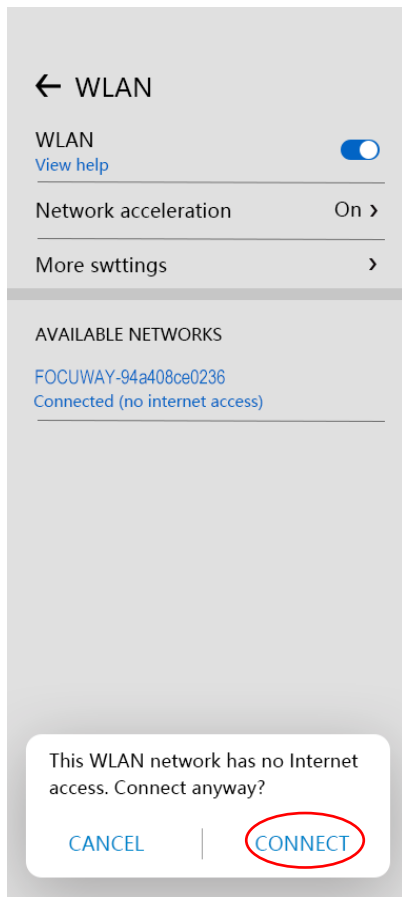 WLAN
WLAN
View help
Network acceleration On
More swttings
AVAILABLE NETWORKS
FOCUWAY-94a408ce0236
Connected (no internet access)
This WLAN network has no Internet
access. Connect anyway?
CANCEL CONNECT